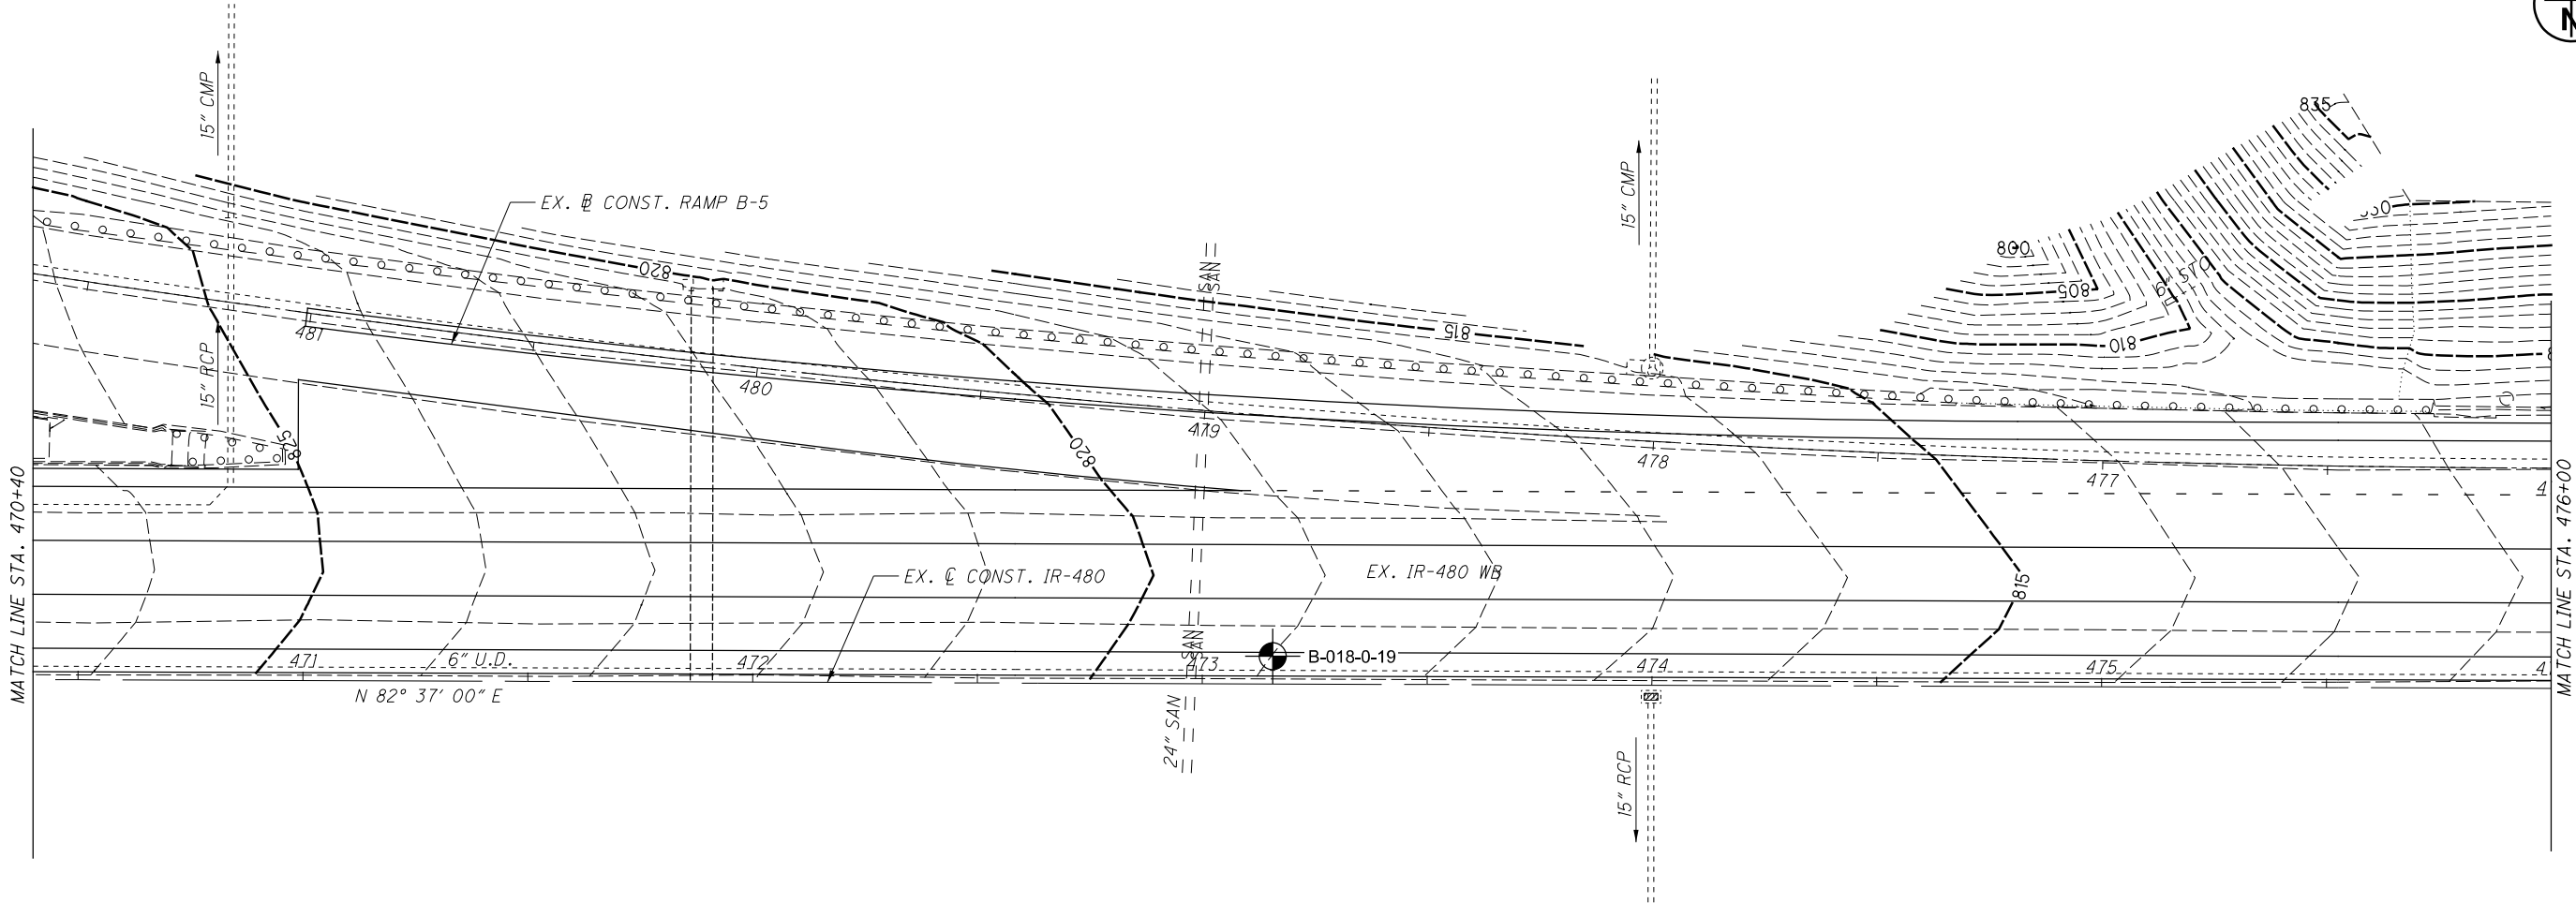 N
15" CMP
835
EX. ⅊ CONST. RAMP B-5
15" CMP
800
SAN
SAN
820
805
815
810
481
15" RCP
480
825
820
479
478
477
MATCH LINE STA. 470+40
MATCH LINE STA. 476+00
EX. ℄ CONST. IR-480
EX. IR-480 WB
815
SAN
SAN
471
6" U.D.
472
473
B-018-0-19
474
475
N 82° 37' 00" E
24" SAN
15" RCP